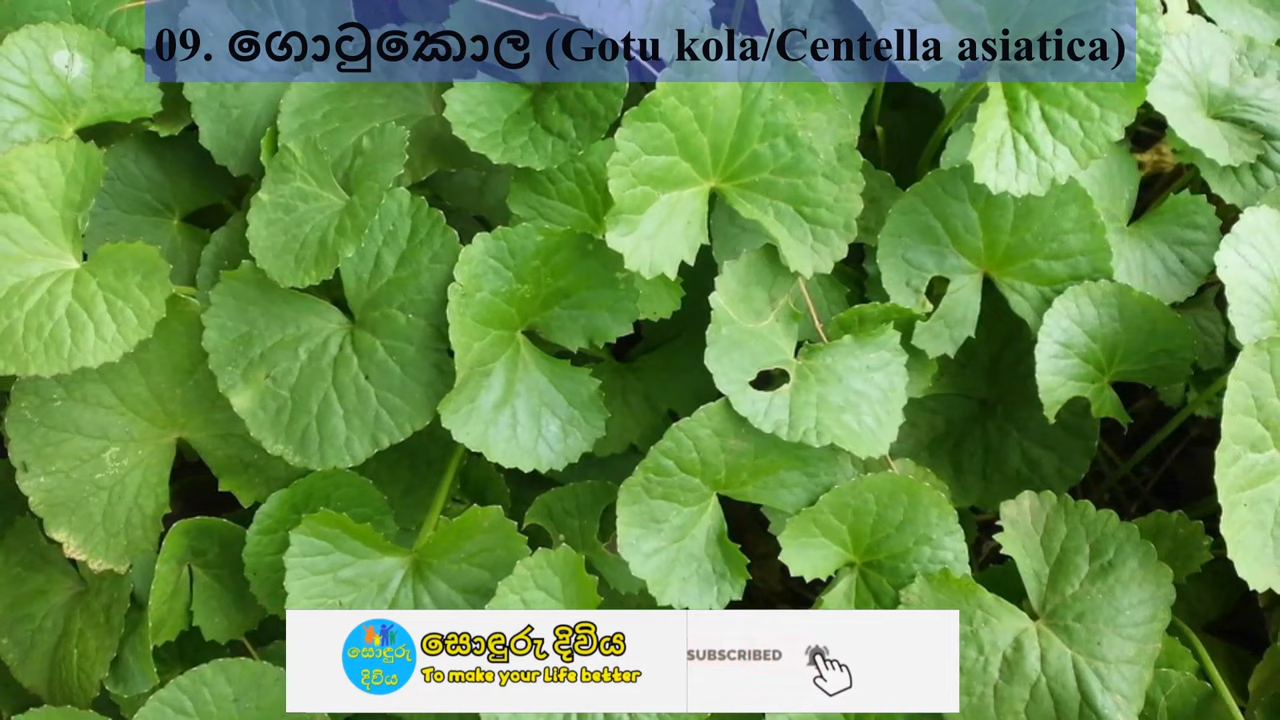 09. ගොටුකොල (Gotu kola/Centella asiatica)
සොඳුරු
දිවිය
සොඳුරු දිවිය
To make your Life better
SUBSCRIBED